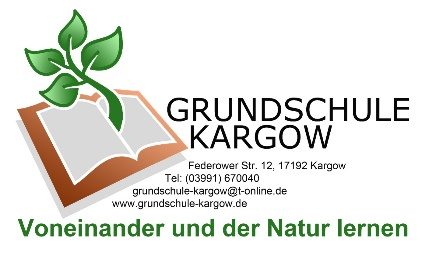 GRUNDSCHULE
KARGOW
Federower Str. 12, 17192 Kargow
Tel: (03991) 670040
grundschule-kargow@t-online.de
www.grundschule-kargow.de
Voneinander und der Natur lernen